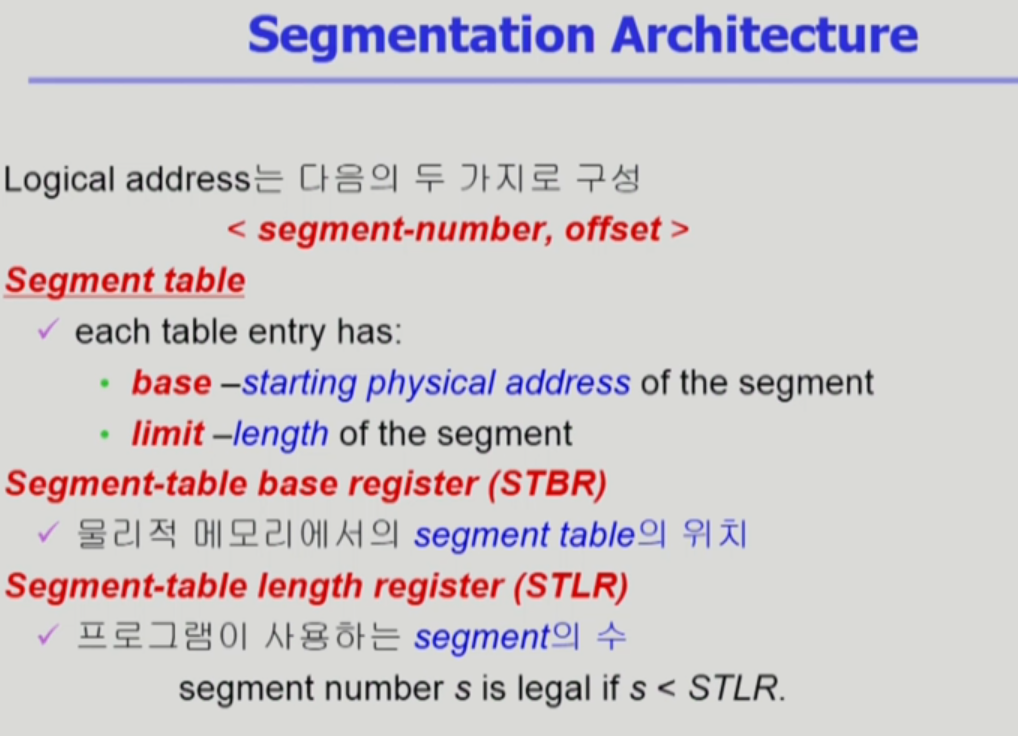 Segmentation Architecture
Logical address는 다음의 두 가지로 구성
< segment-number, offset >
Segment table
✓ each table entry has:
• base –starting physical address of the segment
• limit –length of the segment
Segment-table base register (STBR)
✓ 물리적 메모리에서의 segment table의 위치
Segment-table length register (STLR)
✓ 프로그램이 사용하는 segment의 수
segment number s is legal if s < STLR.